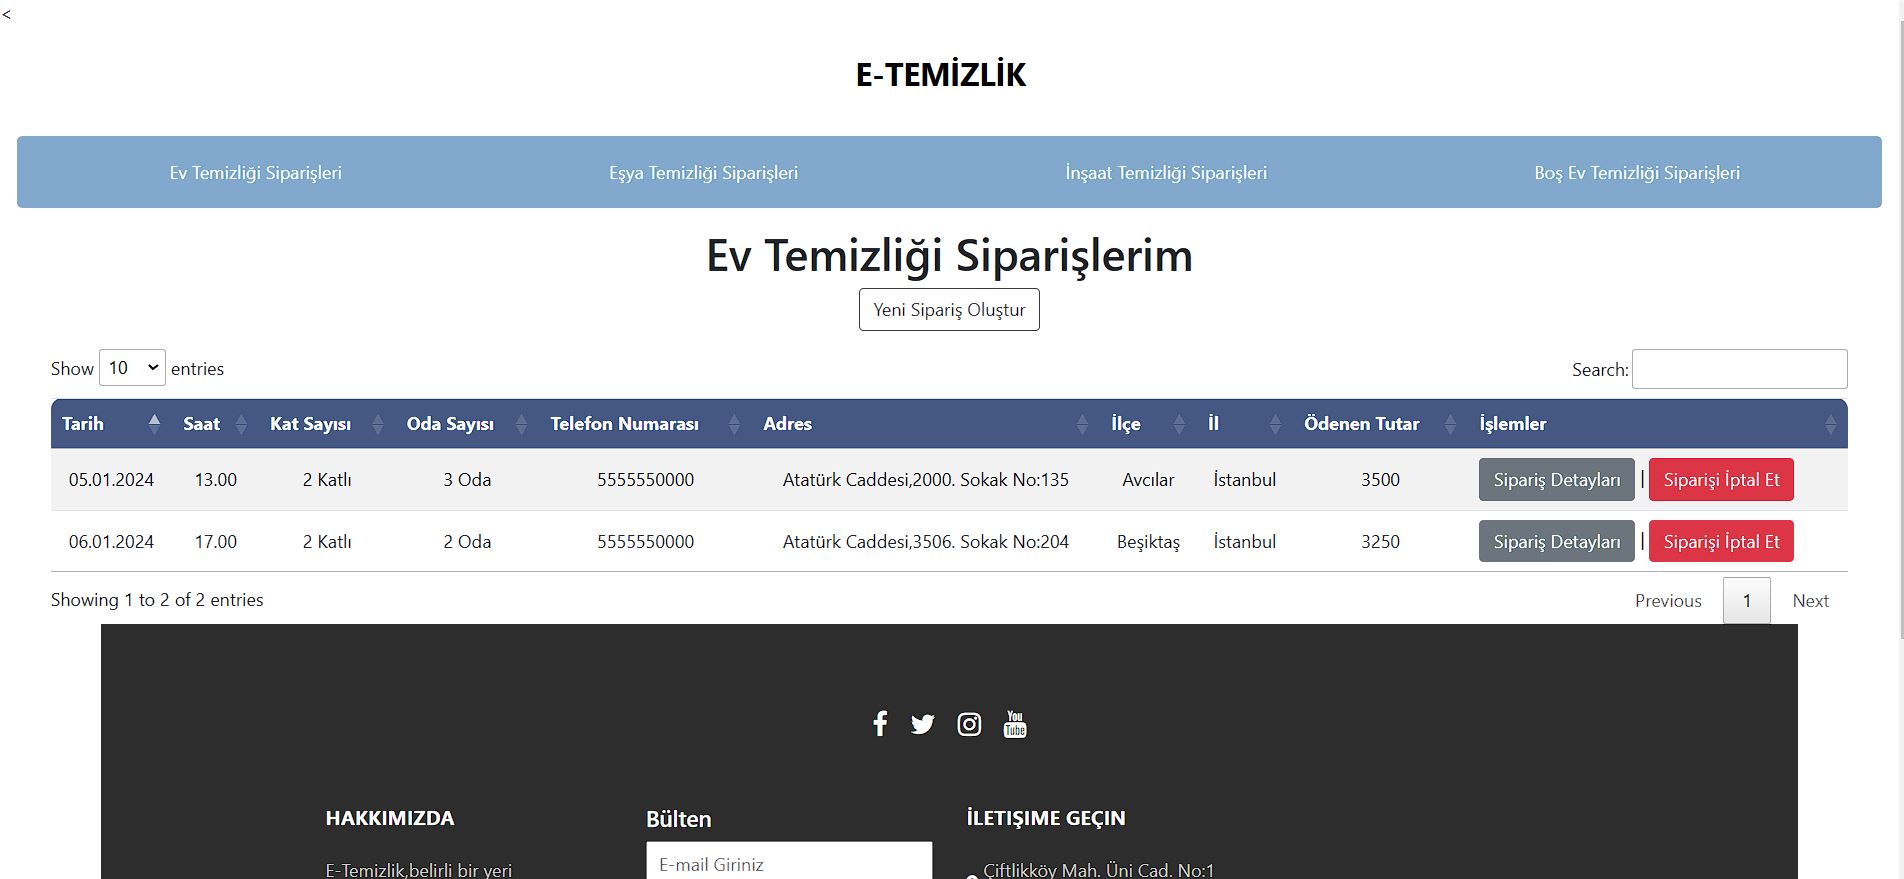 <
E-TEMİZLİK
Ev Temizliği Siparişleri Eşya Temizliği Siparişleri İnşaat Temizliği Siparişleri Boş Ev Temizliği Siparişleri
Ev Temizliği Siparişlerim
Yeni Sipariş Oluştur
Show 10 entries Search:
Tarih Saat Kat Sayısı Oda Sayısı Telefon Numarası Adres İlçe İl Ödenen Tutar İşlemler
05.01.2024 13.00 2 Katlı 3 Oda 5555550000 Atatürk Caddesi,2000. Sokak No:135 Avcılar İstanbul 3500 Sipariş Detayları | Siparişi İptal Et
06.01.2024 17.00 2 Katlı 2 Oda 5555550000 Atatürk Caddesi,3506. Sokak No:204 Beşiktaş İstanbul 3250 Sipariş Detayları | Siparişi İptal Et
Showing 1 to 2 of 2 entries Previous 1 Next
You Tube
HAKKIMIZDA Bülten İLETIŞIME GEÇIN
E-Temizlik,belirli bir yeri E-mail Giriniz Çiftlikköy Mah. Üni Cad. No:1